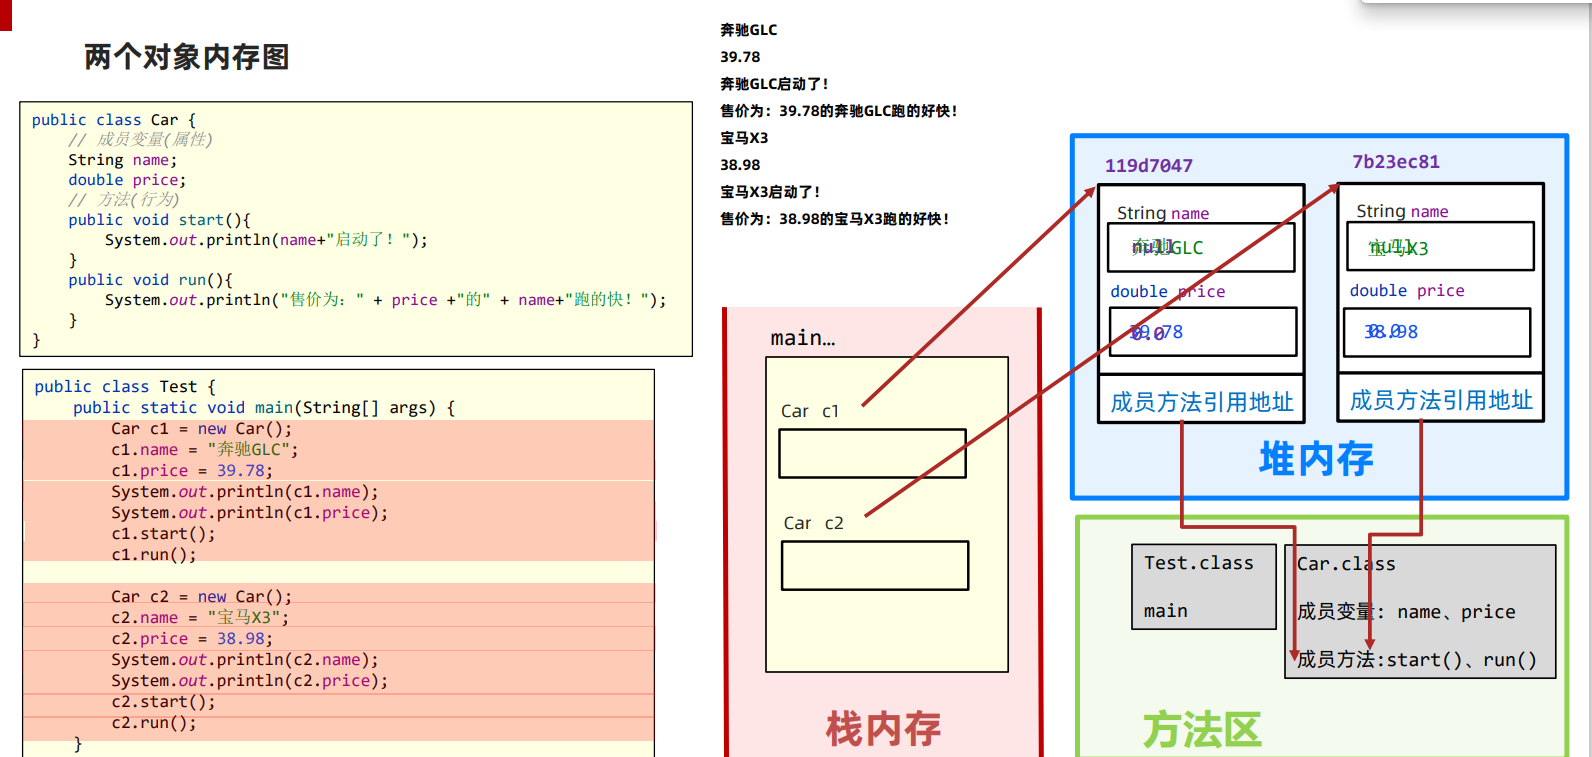 两个对象内存图
public class Car {
// 成员变量(属性)
String name;
double price;
// 方法(行为)
public void start(){
System.out.println(name+"启动了！");
}
public void run(){
System.out.println("售价为：" + price +"的" + name+"跑的快！");
}
}
public class Test {
public static void main(String[] args) {
Car c1 = new Car();
c1.name = "奔驰GLC";
c1.price = 39.78;
System.out.println(c1.name);
System.out.println(c1.price);
c1.start();
c1.run();
Car c2 = new Car();
c2.name = "宝马X3";
c2.price = 38.98;
System.out.println(c2.name);
System.out.println(c2.price);
c2.start();
c2.run();
}
奔驰GLC
39.78
奔驰GLC启动了！
售价为：39.78的奔驰GLC跑的好快！
宝马X3
38.98
宝马X3启动了！
售价为：38.98的宝马X3跑的好快！
main…
Car c1
Car c2
栈内存
119d7047
String name
null
奔驰GLC
double price
0.0
39.78
成员方法引用地址
7b23ec81
String name
null
宝马X3
double price
0.0
38.98
成员方法引用地址
堆内存
Test.class
main
Car.class
成员变量: name、price
成员方法:start()、run()
方法区